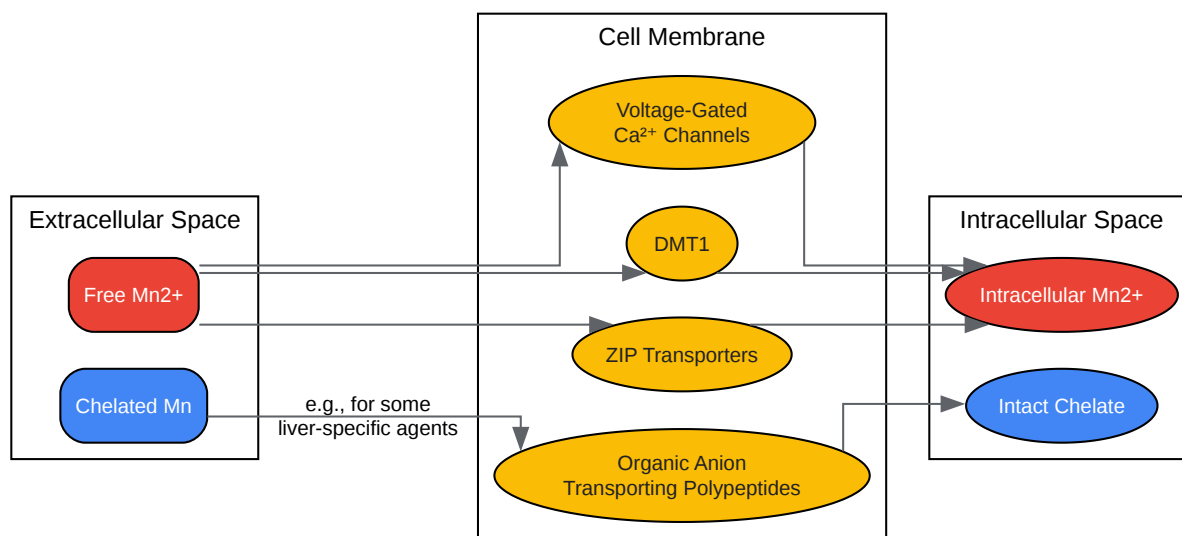 Cell Membrane
Voltage-Gated
Ca²⁺ Channels
Extracellular Space
Intracellular Space
DMT1
Free Mn2+
Intracellular Mn2+
ZIP Transporters
Chelated Mn
e.g., for some
liver-specific agents
Intact Chelate
Organic Anion
Transporting Polypeptides